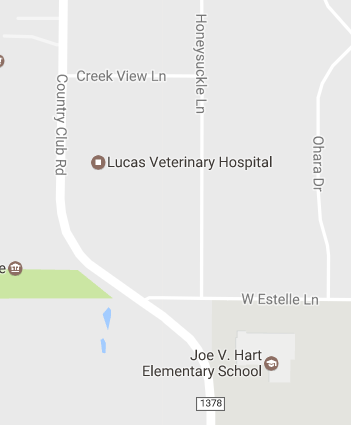 Honeysuckle Ln
Creek View Ln
Country Club Rd
Ohara Dr
Lucas Veterinary Hospital
e
W Estelle Ln
Joe V. Hart
Elementary School
1378